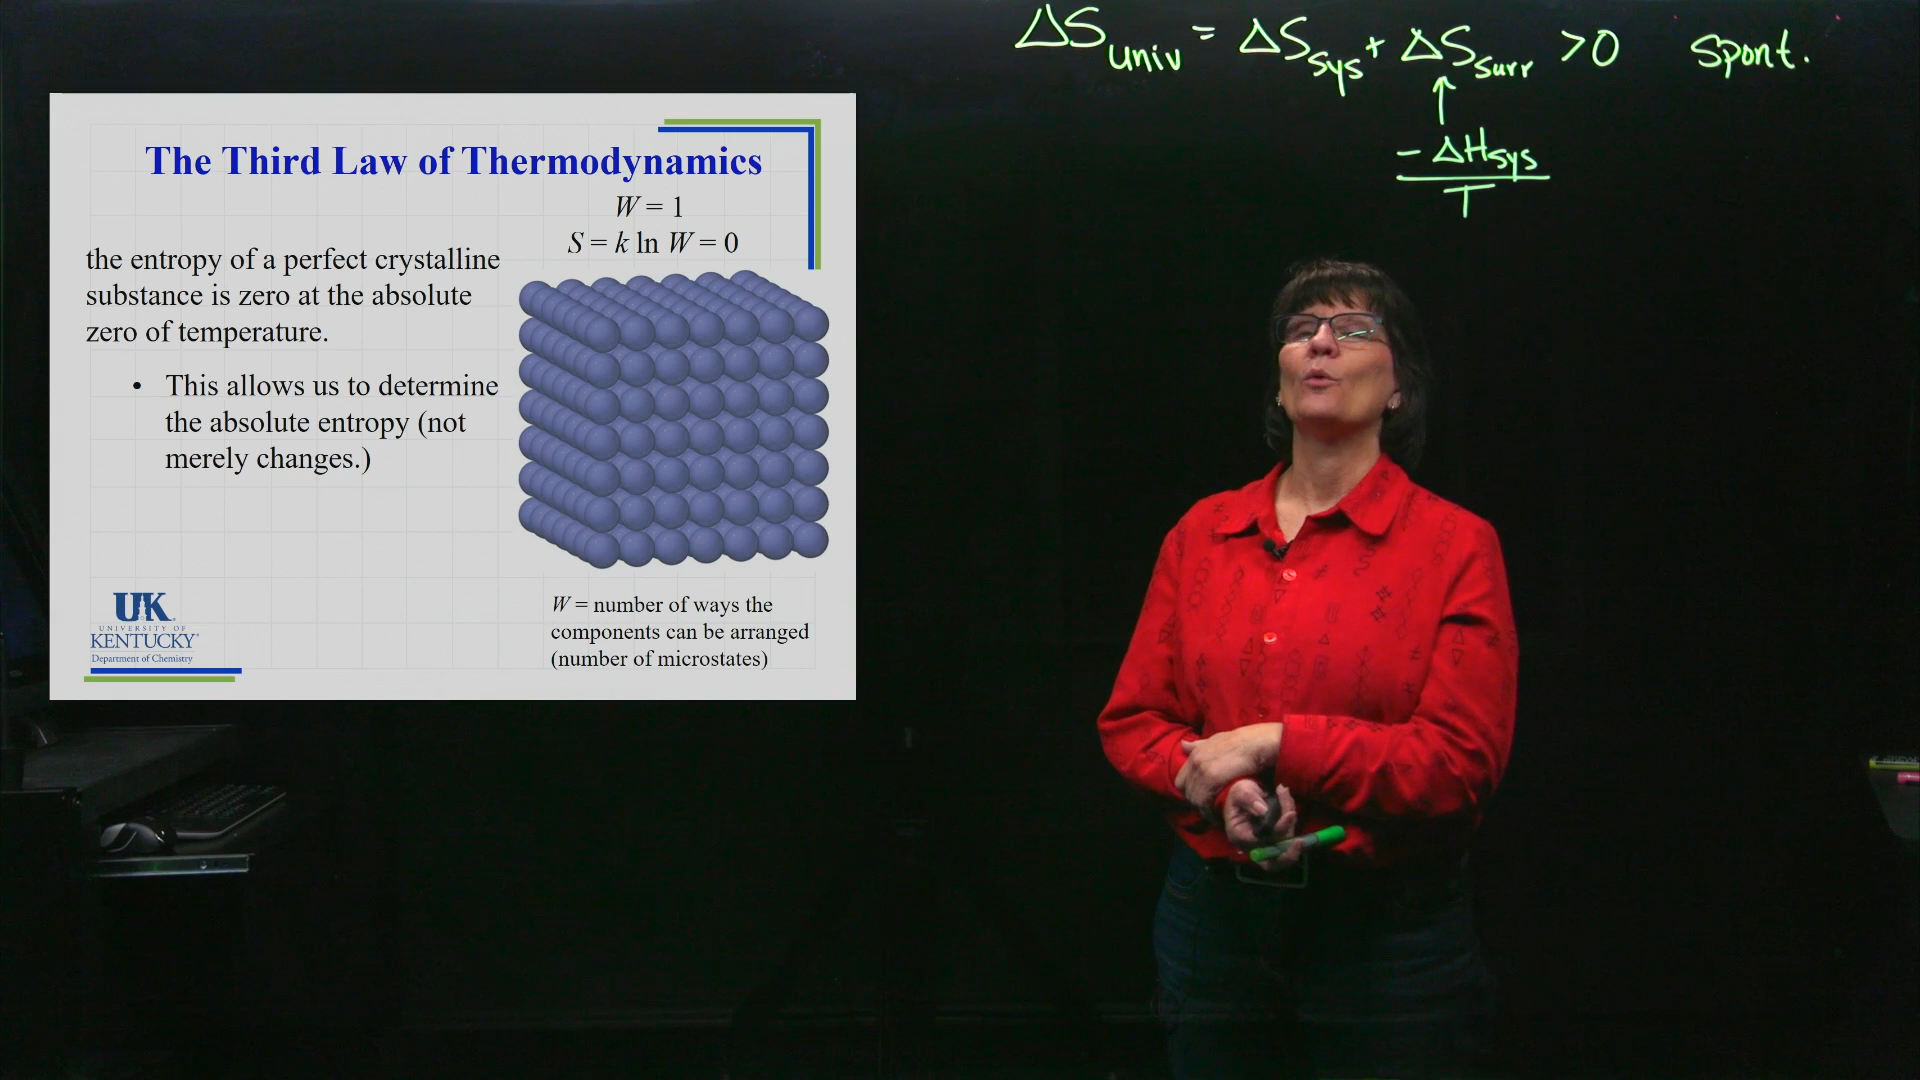 ΔSuniv = ΔSsys + ΔSsurr >0 Spont.
↑
- ΔHsys
T
The Third Law of Thermodynamics
W = 1
S = k ln W = 0
the entropy of a perfect crystalline
substance is zero at the absolute
zero of temperature.
• This allows us to determine
the absolute entropy (not
merely changes.)
UK
UNIVERSITY OF
KENTUCKY
Department of Chemistry
W = number of ways the
components can be arranged
(number of microstates)